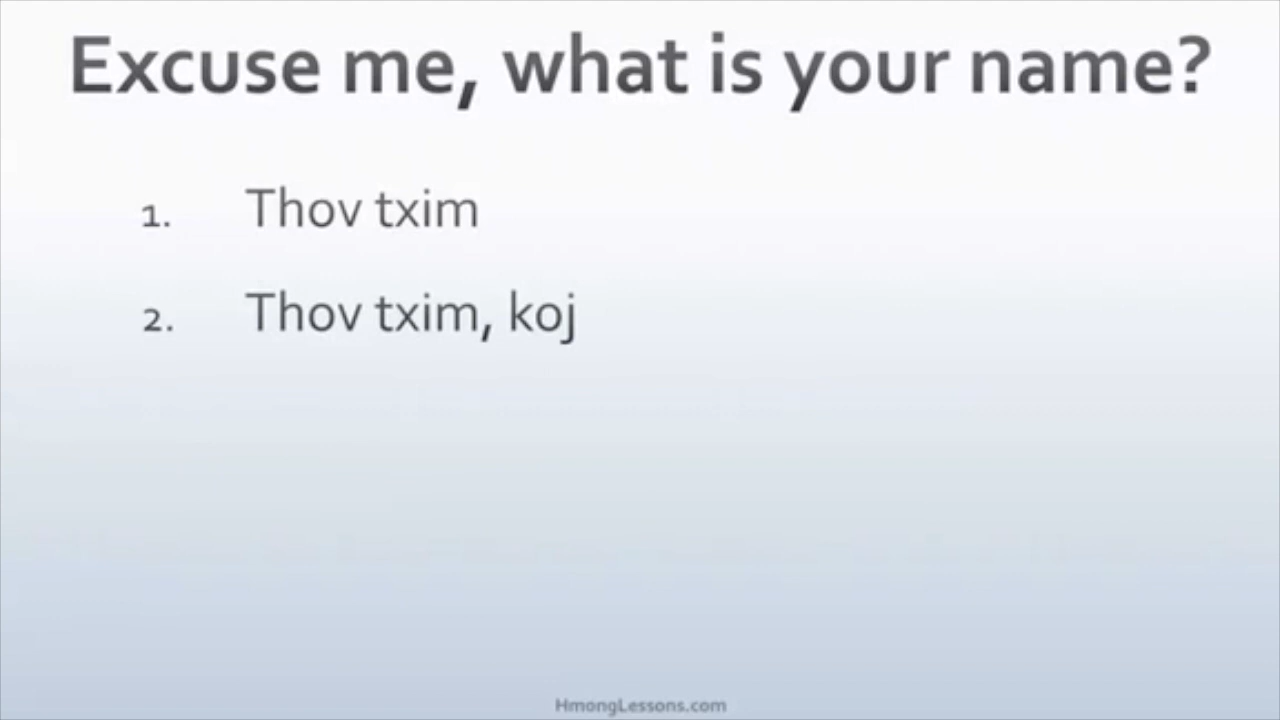 Excuse me, what is your name?
1. Thov txim
2. Thov txim, koj
HmongLessons.com